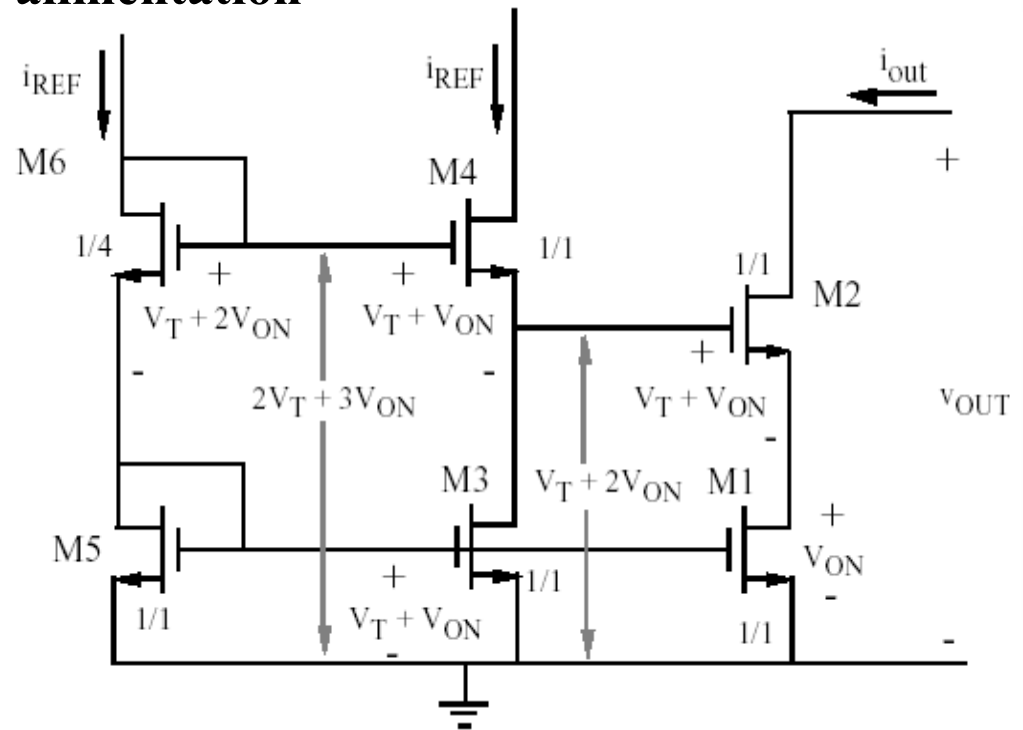 alimentation
iREF
iREF
iout
M6
M4
+
1/4
1/1
1/1
M2
+
+
VT + 2VON
VT + VON
+
-
-
2VT + 3VON
VT + VON
vOUT
-
M3
VT + 2VON
M1
+
M5
VON
+
1/1
-
1/1
VT + VON
1/1
-
-